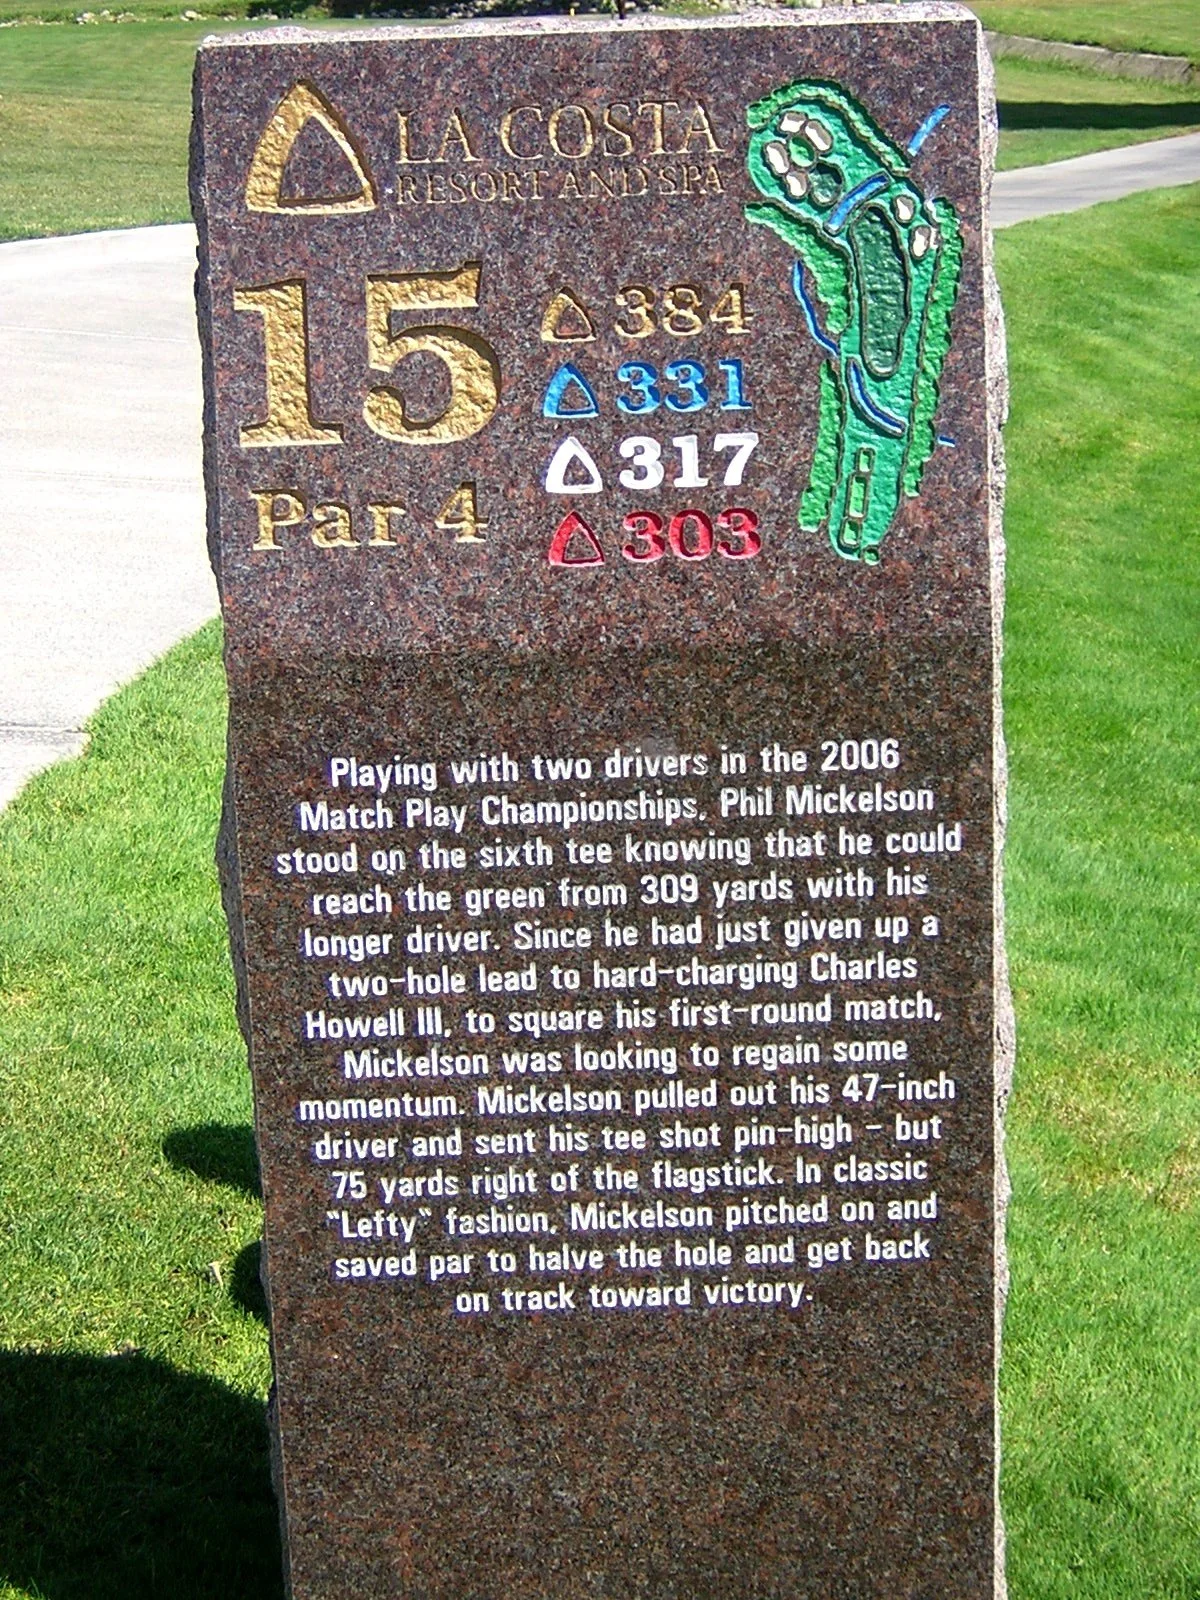 LA COSTA
RESORT AND SPA
15
Par 4
384
331
317
303
Playing with two drivers in the 2006
Match Play Championships, Phil Mickelson
stood on the sixth tee knowing that he could
reach the green from 309 yards with his
longer driver. Since he had just given up a
two-hole lead to hard-charging Charles
Howell III, to square his first-round match,
Mickelson was looking to regain some
momentum. Mickelson pulled out his 47-inch
driver and sent his tee shot pin-high - but
75 yards right of the flagstick. In classic
"Lefty" fashion, Mickelson pitched on and
saved par to halve the hole and get back
on track toward victory.